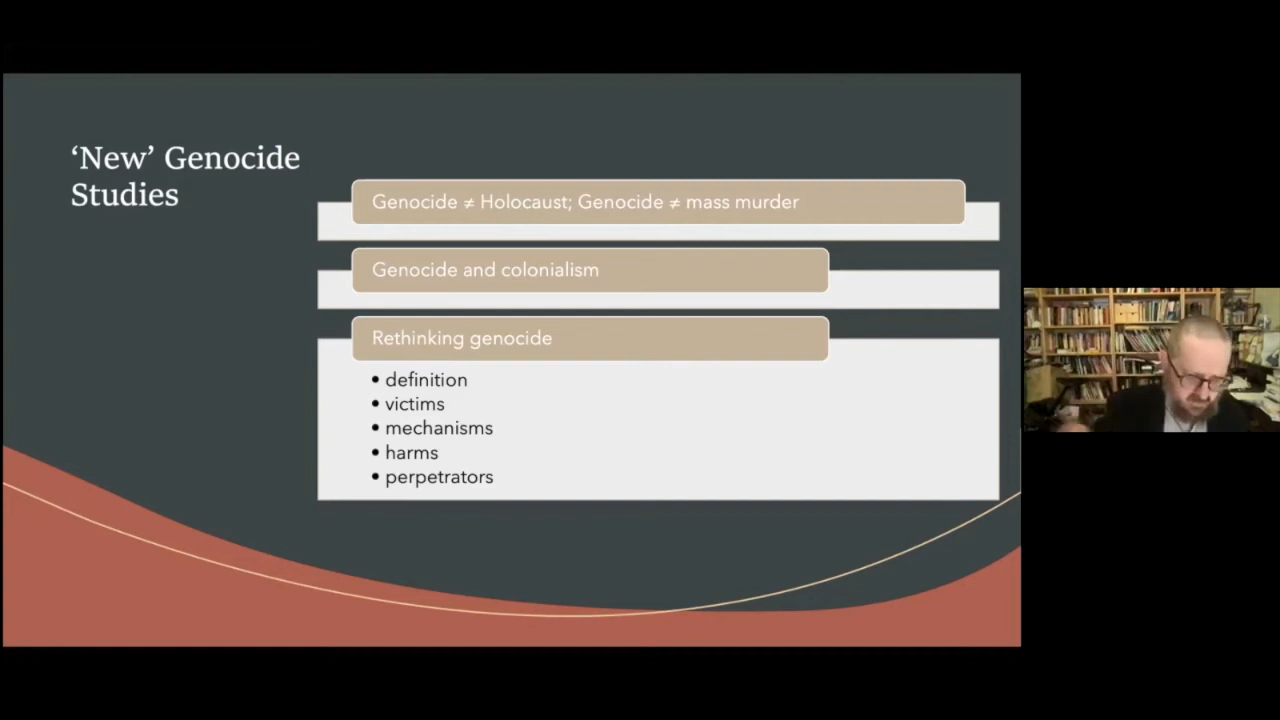 ‘New’ Genocide
Studies
Genocide ≠ Holocaust; Genocide ≠ mass murder
Genocide and colonialism
Rethinking genocide
• definition
• victims
• mechanisms
• harms
• perpetrators